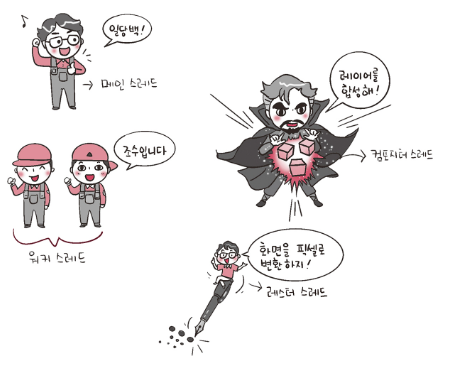 일당백!
메인 스레드
레이어를
합성해!
컴포지터 스레드
조수입니다
워커 스레드
화면을 픽셀로
변환하지!
레스터 스레드